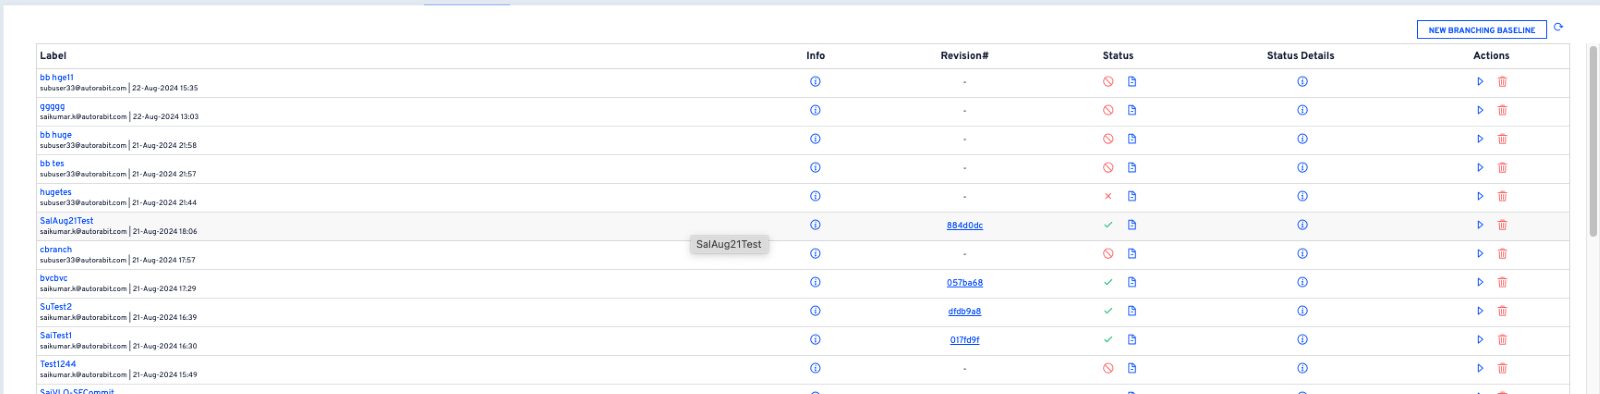 NEW BRANCHING BASELINE
Label Info Revision# Status Status Details Actions
bb hge11
subuser33@autorabit.com | 22-Aug-2024 15:35
-
ggggg
saikumar.k@autorabit.com | 22-Aug-2024 13:03
-
bb huge
subuser33@autorabit.com | 21-Aug-2024 21:58
-
bb tes
subuser33@autorabit.com | 21-Aug-2024 21:57
-
hugetes
subuser33@autorabit.com | 21-Aug-2024 21:44
-
SalAug21Test
saikumar.k@autorabit.com | 21-Aug-2024 18:06
884d0dc
SalAug21Test
cbranch
subuser33@autorabit.com | 21-Aug-2024 17:57
-
bvcbvc
saikumar.k@autorabit.com | 21-Aug-2024 17:29
057ba68
SuTest2
saikumar.k@autorabit.com | 21-Aug-2024 16:39
dfdb9a8
SaiTest1
saikumar.k@autorabit.com | 21-Aug-2024 16:30
017fd9f
Test1244
saikumar.k@autorabit.com | 21-Aug-2024 15:49
-